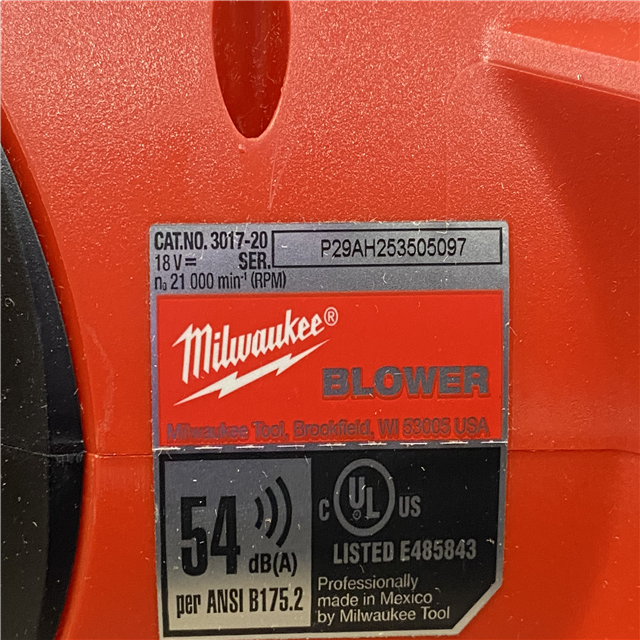 CAT.NO. 3017-20
18 V⎓ SER. P29AH253505097
n₀ 21 000 min⁻¹ (RPM)
Milwaukee®
BLOWER
Milwaukee Tool, Brookfield, WI 53005 USA
54 dB(A)
per ANSI B175.2
C UL US
LISTED E485843
Professionally
made in Mexico
by Milwaukee Tool